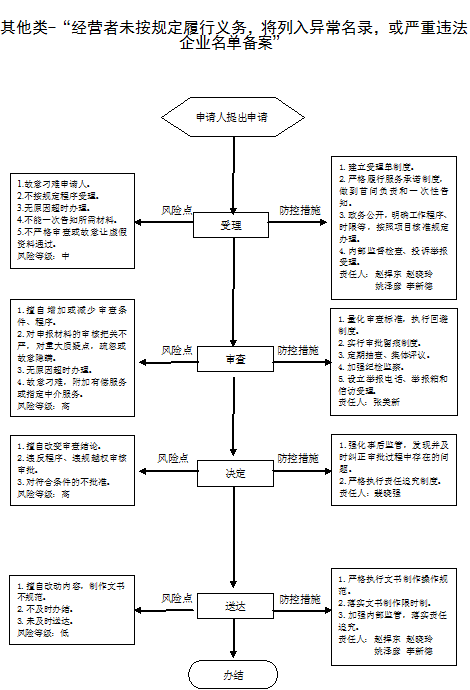 其他类-“经营者未按规定履行义务，将列入异常名录，或严重违法
企业名单备案”
申请人提出申请
1.故意刁难申请人。
2.不按规定程序受理。
3.无原因超时办理。
4.不能一次告知所需材料。
5.不严格审查或故意让虚假
资料通过。
风险等级：中
风险点
受理
防控措施
1.建立受理单制度。
2.严格履行服务承诺制度，
做到首问负责和一次性告
知。
3.政务公开，明确工作程序、
时限等，按照项目核准规定
办理。
4.内部监督检查、投诉举报
受理。
责任人：赵捍东 赵晓玲
姚泽彦 李新德
1.擅自增加或减少审查条
件、程序。
2.对申报材料的审核把关不
严，对重大质疑点，疏忽或
故意隐瞒。
3.无原因超时办理。
4.故意刁难，附加有偿服务
或指定中介服务。
风险等级：高
风险点
审查
防控措施
1.量化审查标准，执行回避
制度。
2.实行审批留痕制度。
3.定期抽查、集体评议。
4.加强纪检监察。
5.设立举报电话、举报箱和
信访受理。
责任人：张美新
1.擅自改变审查结论。
2.违反程序、违规越权审核
审批。
3.对符合条件的不批准。
风险等级：高
风险点
决定
防控措施
1.强化事后监管，发现并及
时纠正审批过程中存在的问
题。
2.严格执行责任追究制度。
责任人：裴晓强
1.擅自改动内容，制作文书
不规范。
2.不及时办结。
3.未及时送达。
风险等级：低
风险点
送达
防控措施
1.严格执行文书制作操作规
范。
2.落实文书制作限时制。
3.加强内部监管，落实责任
追究。
责任人：赵捍东 赵晓玲
姚泽彦 李新德
办结